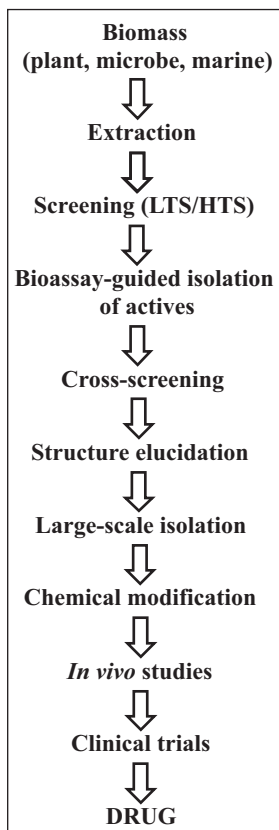 Biomass
(plant, microbe, marine)
Extraction
Screening (LTS/HTS)
Bioassay-guided isolation
of actives
Cross-screening
Structure elucidation
Large-scale isolation
Chemical modification
In vivo studies
Clinical trials
DRUG